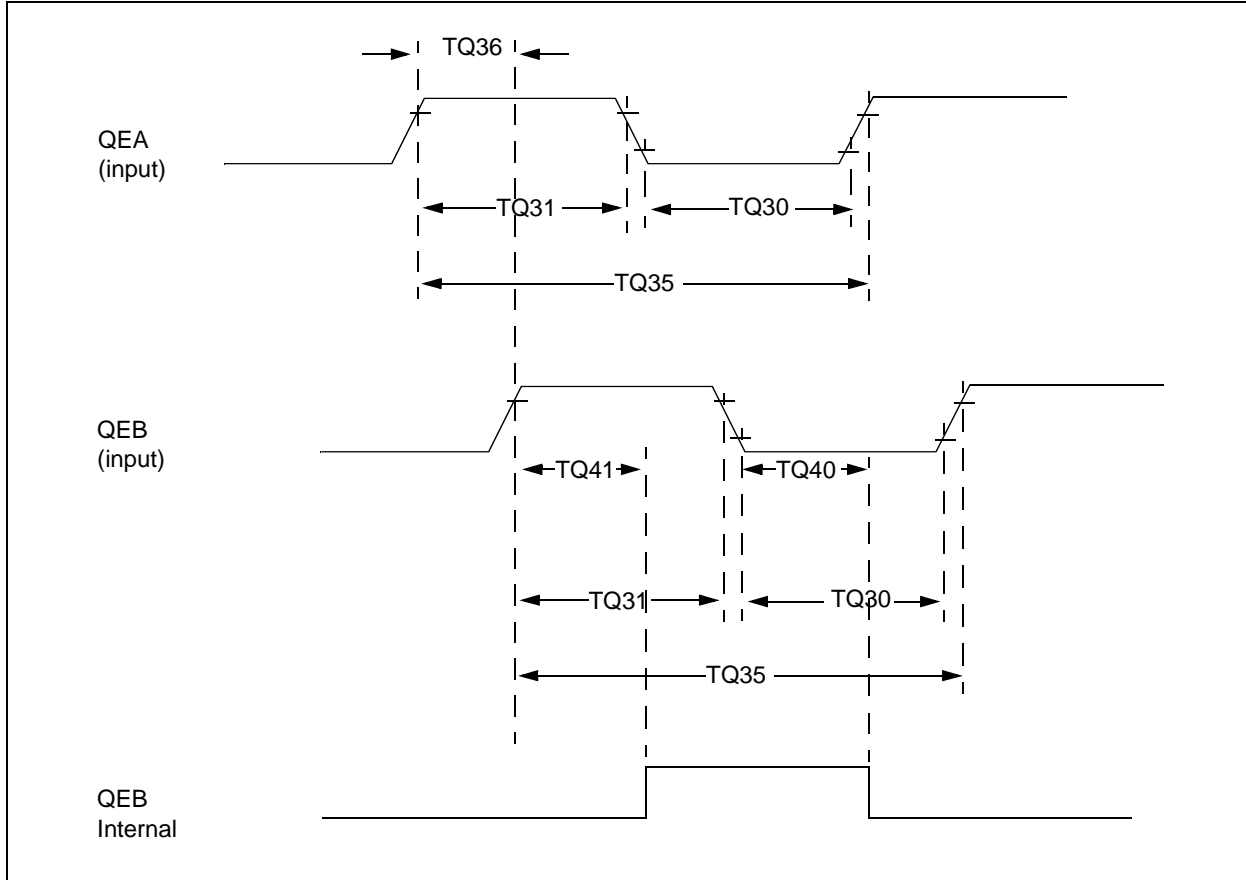 TQ36
QEA
(input)
TQ31
TQ30
TQ35
QEB
(input)
TQ41
TQ40
TQ31
TQ30
TQ35
QEB
Internal